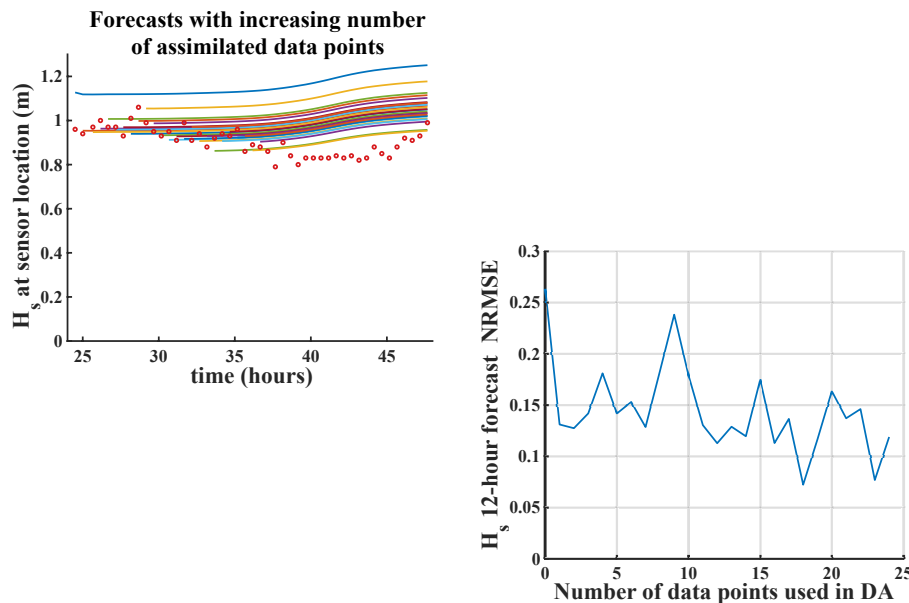 Forecasts with increasing number
of assimilated data points
H_s at sensor location (m)
1.2
1
0.8
0.6
0.4
0.2
0
25 30 35 40 45
time (hours)
H_s 12-hour forecast NRMSE
0.3
0.25
0.2
0.15
0.1
0.05
0
0 5 10 15 20 25
Number of data points used in DA